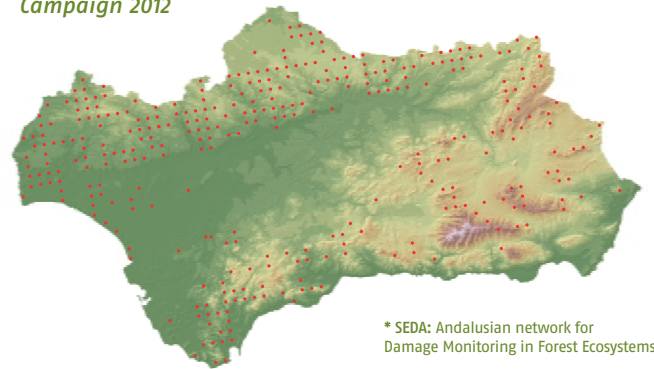 Campaign 2012
* SEDA: Andalusian network for
Damage Monitoring in Forest Ecosystems